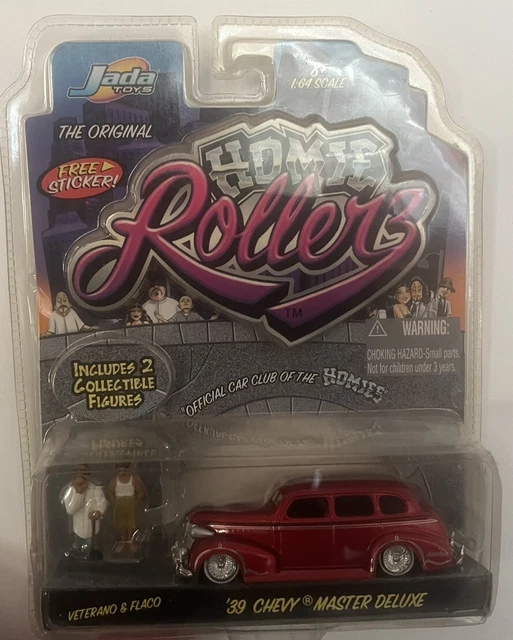 Jada
TOYS
8+
1:64 SCALE
THE ORIGINAL
FREE
STICKER!
HOMIE
Rollerz
TM
WARNING:
CHOKING HAZARD-Small parts.
Not for children under 3 years.
INCLUDES 2
COLLECTIBLE
FIGURES
"OFFICIAL CAR CLUB OF THE HOMIES"
VETERANO & FLACO
'39 CHEVY® MASTER DELUXE